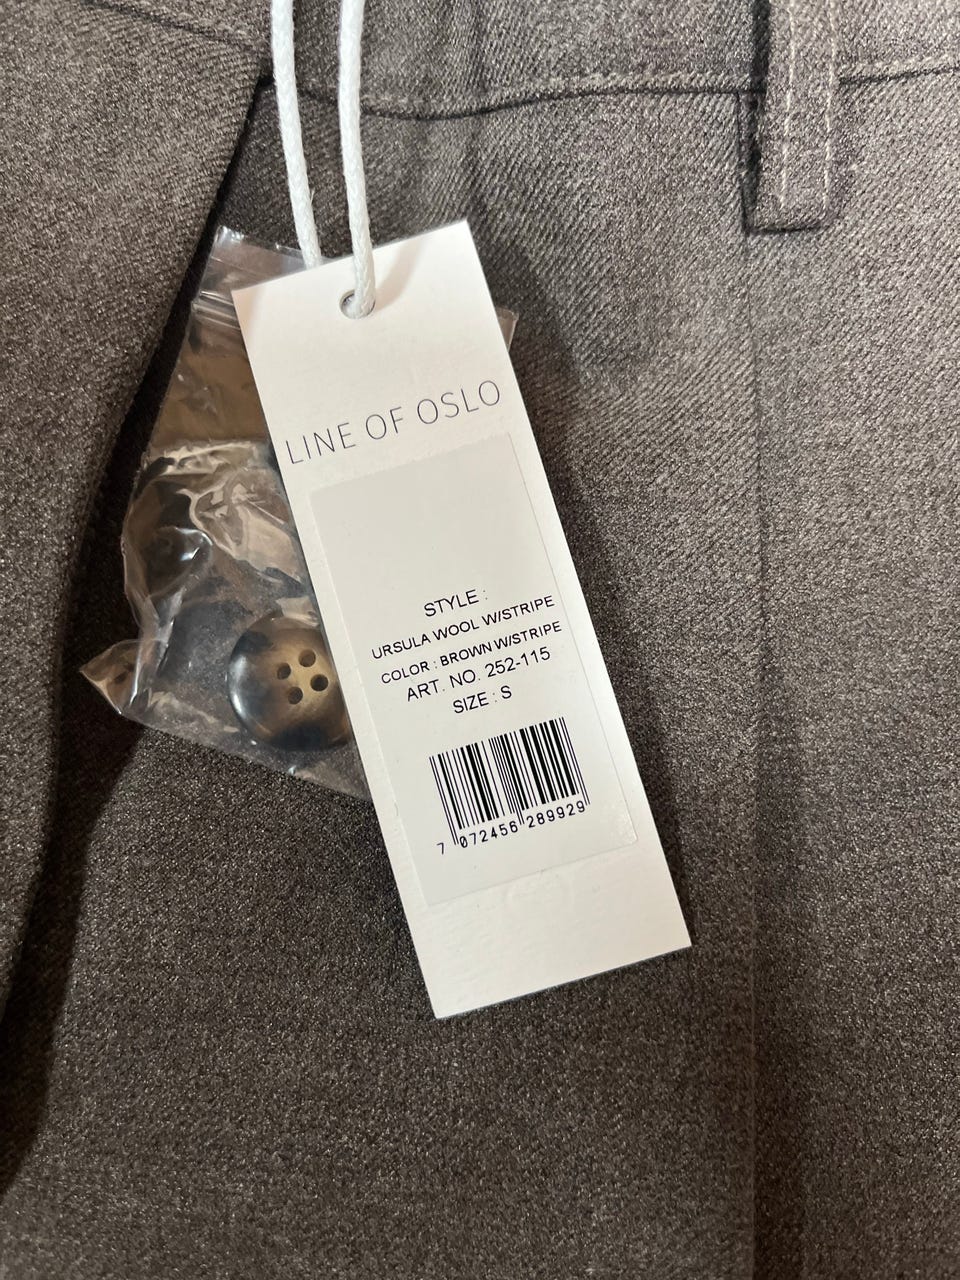 LINE OF OSLO
STYLE :
URSULA WOOL W/STRIPE
COLOR : BROWN W/STRIPE
ART. NO. 252-115
SIZE : S
7 072456 289929